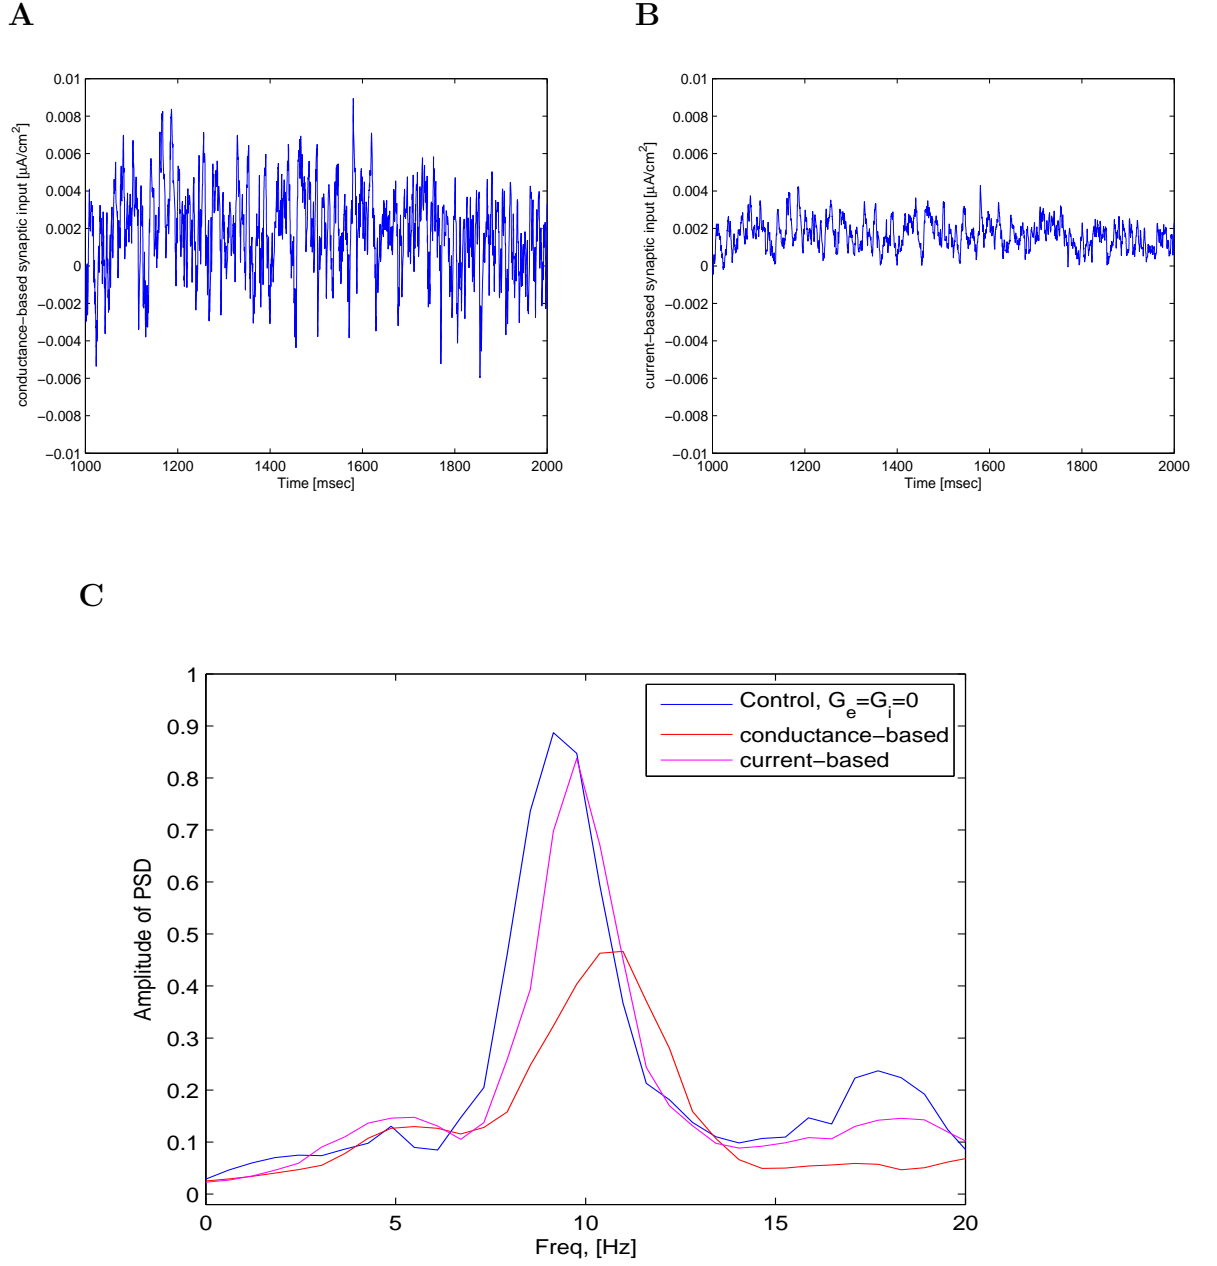 A
B
0.01
0.008
0.006
0.004
0.002
0
−0.002
−0.004
−0.006
−0.008
−0.01
1000 1200 1400 1600 1800 2000
Time [msec]
conductance−based synaptic input [µA/cm²]
0.01
0.008
0.006
0.004
0.002
0
−0.002
−0.004
−0.006
−0.008
−0.01
1000 1200 1400 1600 1800 2000
Time [msec]
current−based synaptic input [µA/cm²]
C
1
0.9
0.8
0.7
0.6
0.5
0.4
0.3
0.2
0.1
0
0 5 10 15 20
Freq, [Hz]
Amplitude of PSD
Control, Gₑ=Gᵢ=0
conductance−based
current−based